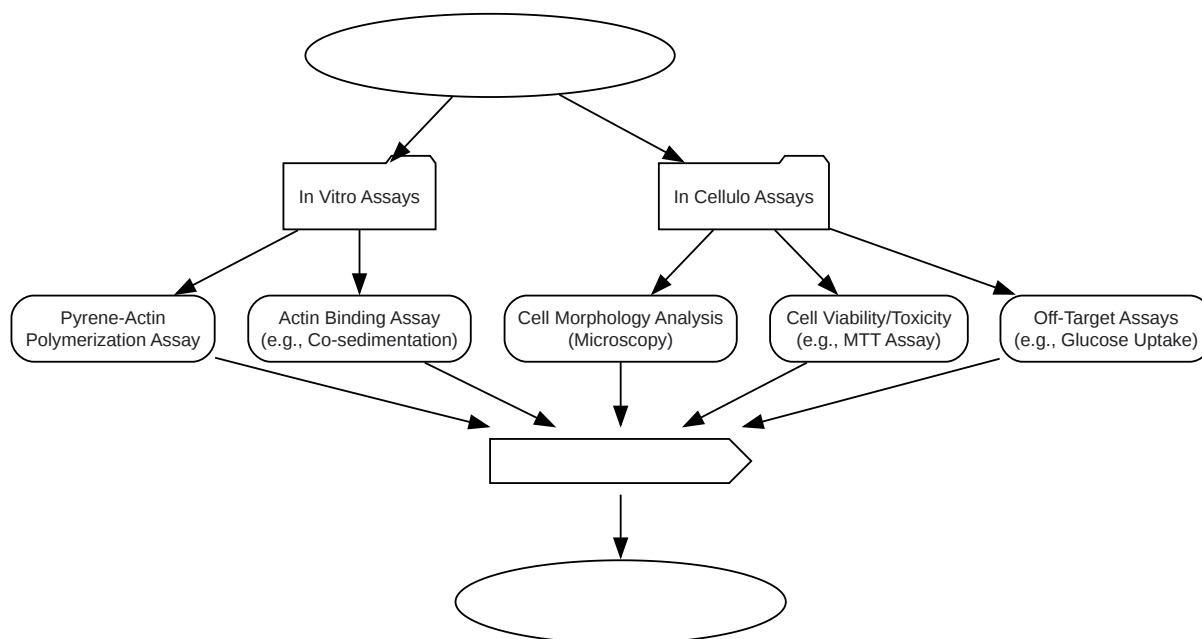 In Vitro Assays
In Cellulo Assays
Pyrene-Actin
Polymerization Assay
Actin Binding Assay
(e.g., Co-sedimentation)
Cell Morphology Analysis
(Microscopy)
Cell Viability/Toxicity
(e.g., MTT Assay)
Off-Target Assays
(e.g., Glucose Uptake)